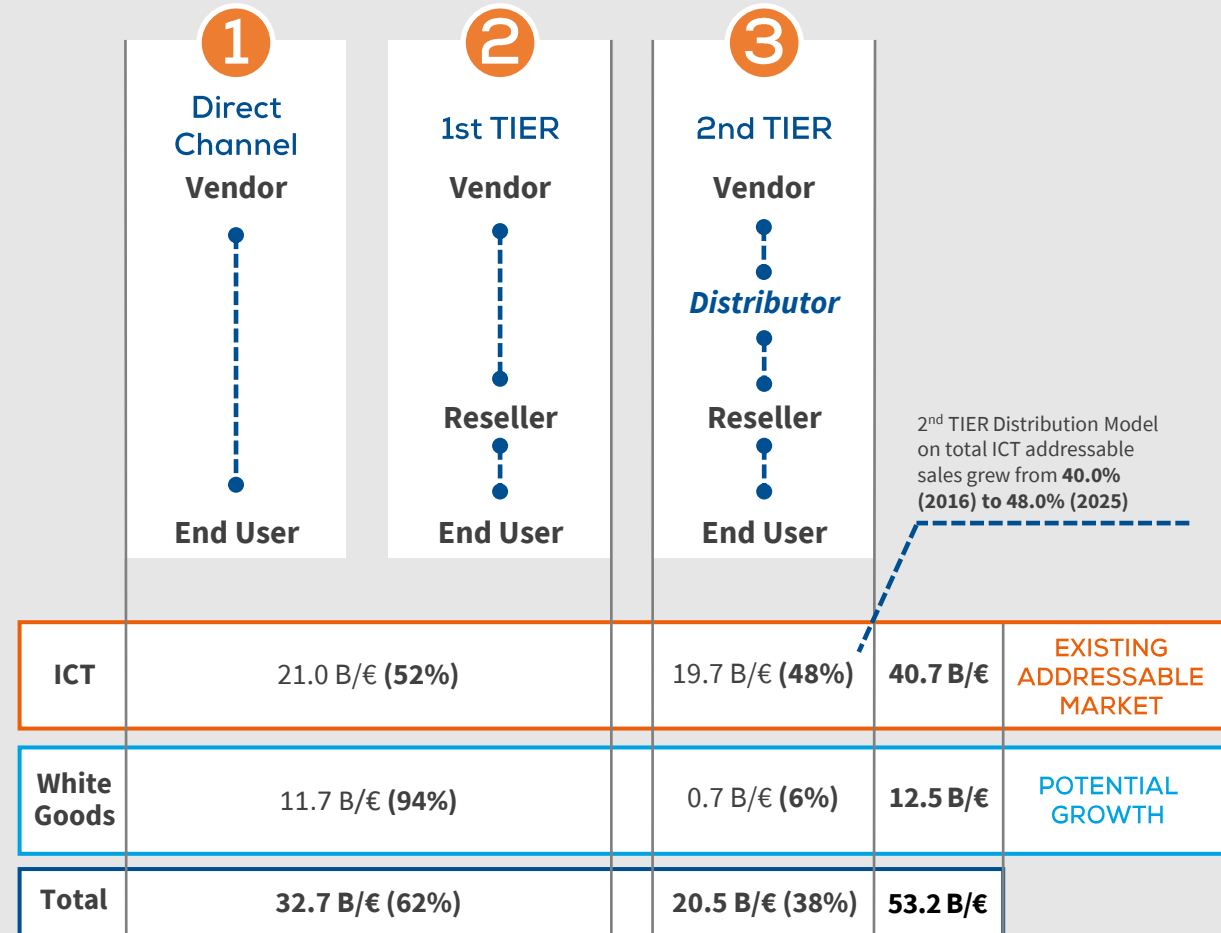 1
Direct
Channel
Vendor
End User
2
1st TIER
Vendor
Reseller
End User
3
2nd TIER
Vendor
Distributor
Reseller
End User
2nd TIER Distribution Model
on total ICT addressable
sales grew from 40.0%
(2016) to 48.0% (2025)
ICT
21.0 B/€ (52%)
19.7 B/€ (48%)
40.7 B/€
EXISTING
ADDRESSABLE
MARKET
White
Goods
11.7 B/€ (94%)
0.7 B/€ (6%)
12.5 B/€
POTENTIAL
GROWTH
Total
32.7 B/€ (62%)
20.5 B/€ (38%)
53.2 B/€